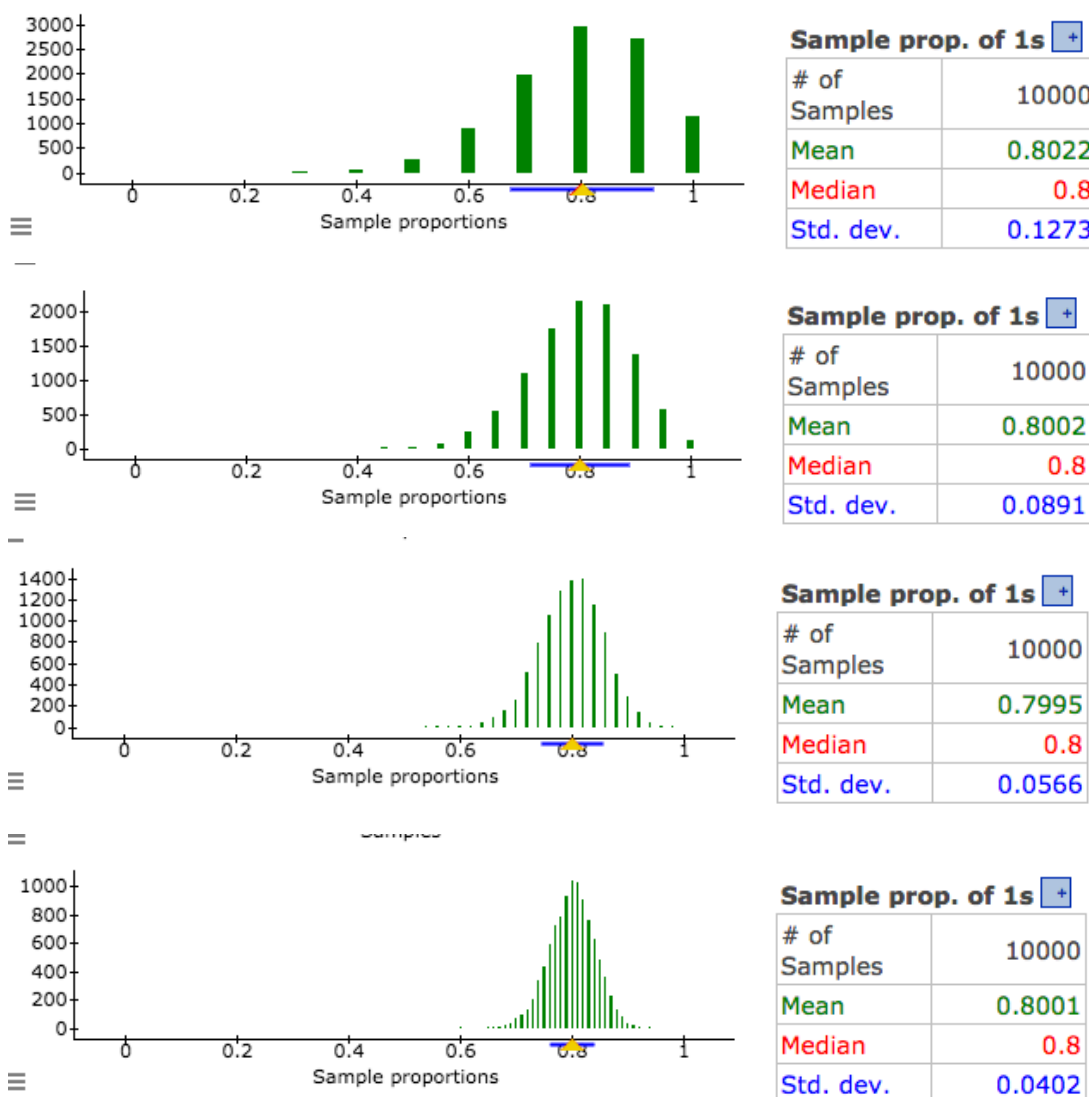 3000
2500
2000
1500
1000
500
0
0 0.2 0.4 0.6 0.8 1
Sample proportions
Sample prop. of 1s +
# of
Samples 10000
Mean 0.8022
Median 0.8
Std. dev. 0.1273
2000
1500
1000
500
0
0 0.2 0.4 0.6 0.8 1
Sample proportions
Sample prop. of 1s +
# of
Samples 10000
Mean 0.8002
Median 0.8
Std. dev. 0.0891
1400
1200
1000
800
600
400
200
0
0 0.2 0.4 0.6 0.8 1
Sample proportions
Sample prop. of 1s +
# of
Samples 10000
Mean 0.7995
Median 0.8
Std. dev. 0.0566
1000
800
600
400
200
0
0 0.2 0.4 0.6 0.8 1
Sample proportions
Sample prop. of 1s +
# of
Samples 10000
Mean 0.8001
Median 0.8
Std. dev. 0.0402